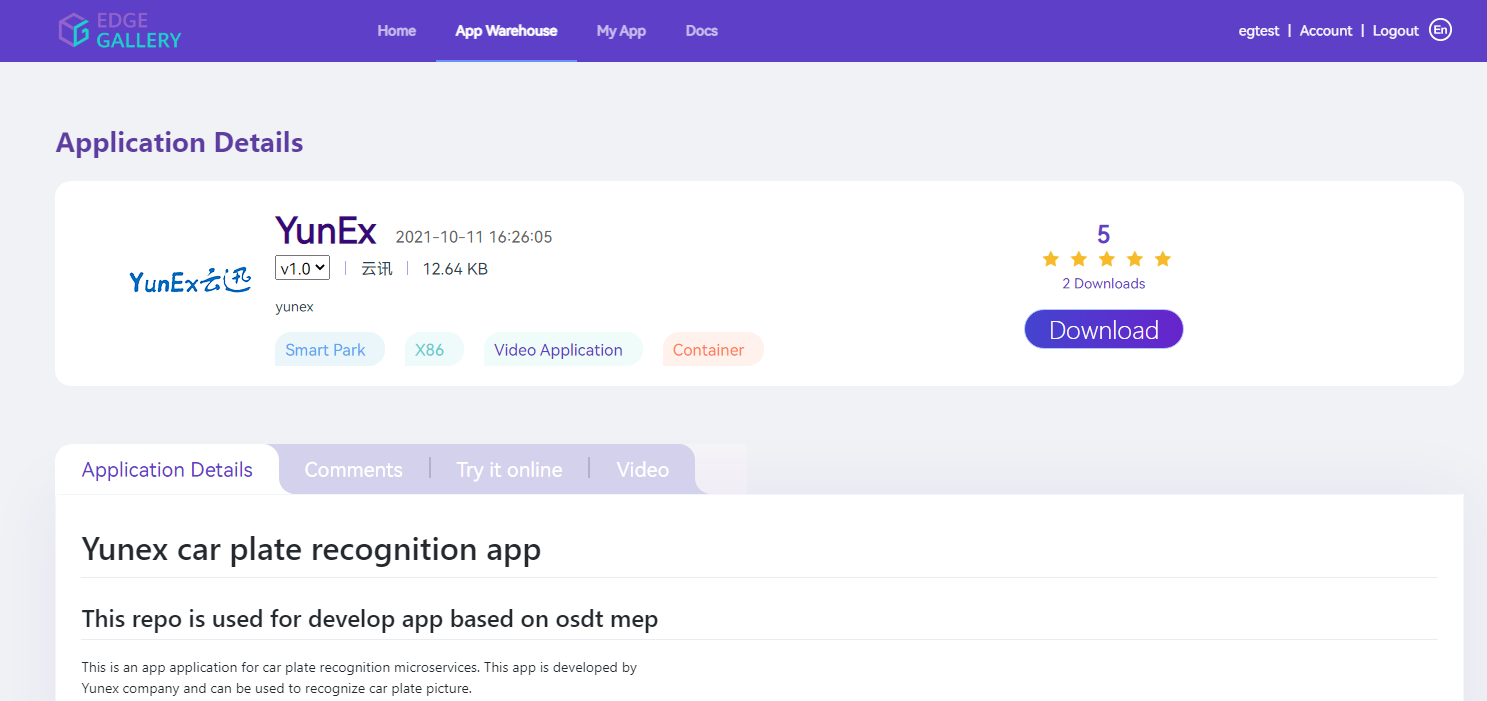 EDGE
GALLERY
Home App Warehouse My App Docs
egtest | Account | Logout En
Application Details
YunEx 2021-10-11 16:26:05
v1.0 | 云讯 | 12.64 KB
YunEx云迅
yunex
Smart Park X86 Video Application Container
5
2 Downloads
Download
Application Details Comments | Try it online | Video
Yunex car plate recognition app
This repo is used for develop app based on osdt mep
This is an app application for car plate recognition microservices. This app is developed by
Yunex company and can be used to recognize car plate picture.